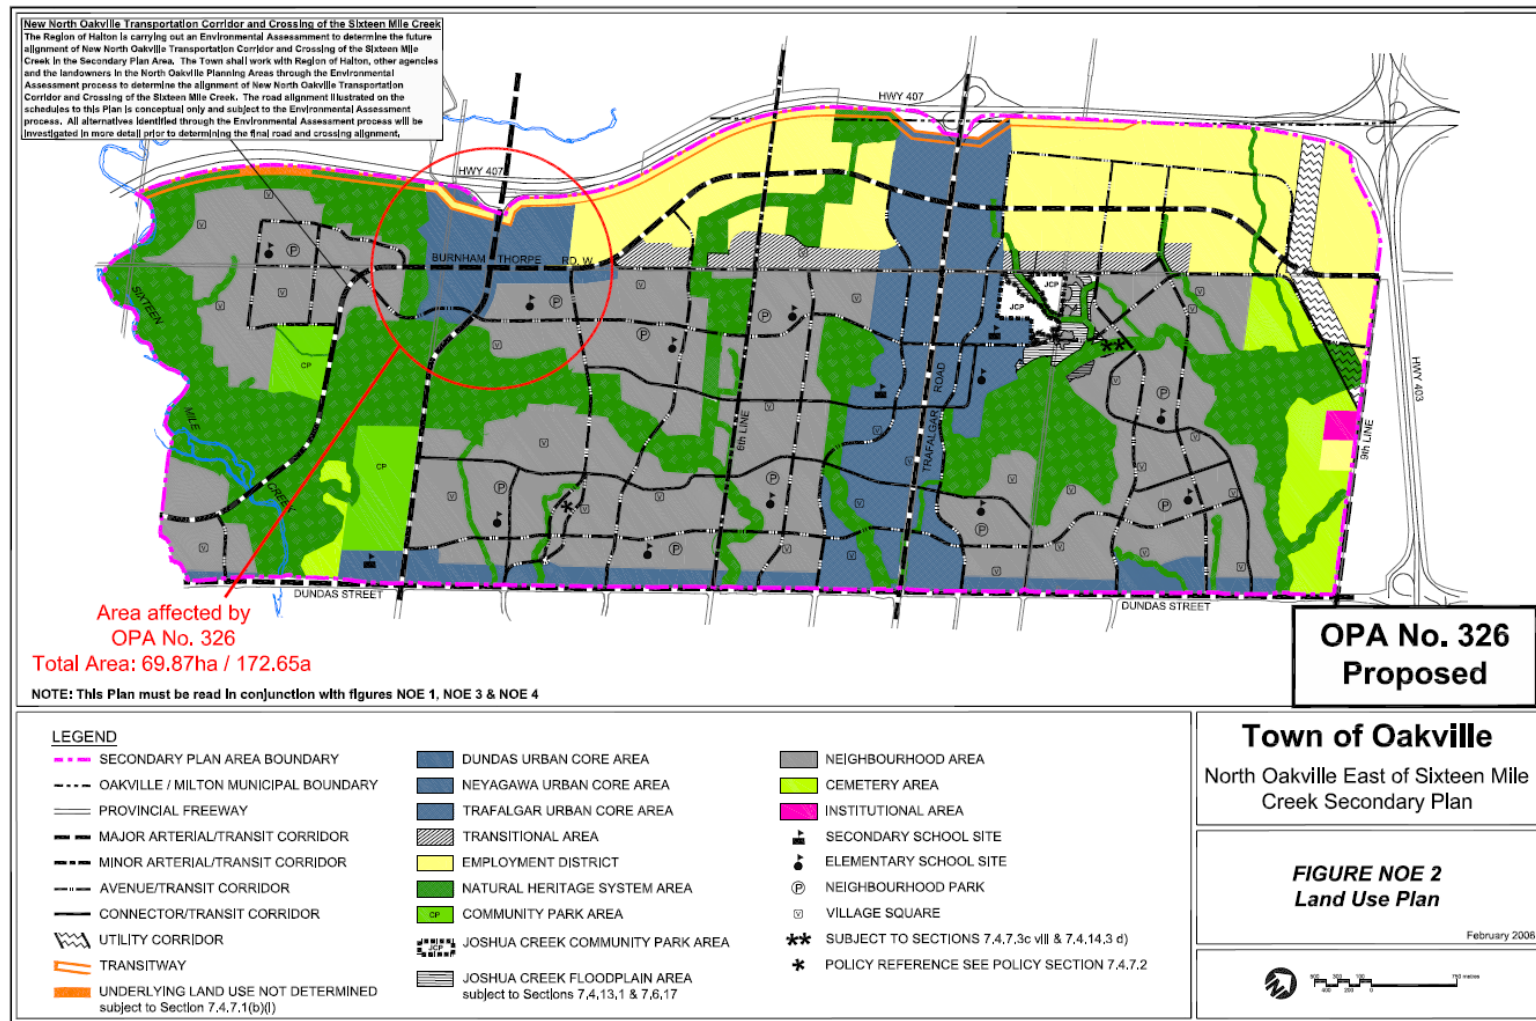 New North Oakville Transportation Corridor and Crossing of the Sixteen Mile Creek
The Region of Halton is carrying out an Environmental Assessment to determine the future
alignment of New North Oakville Transportation Corridor and Crossing of the Sixteen Mile
Creek in the Secondary Plan Area. The Town shall work with Region of Halton, other agencies
and the landowners in the North Oakville Planning Areas through the Environmental
Assessment process to determine the alignment of New North Oakville Transportation
Corridor and Crossing of the Sixteen Mile Creek. The road alignment illustrated on the
schedules to this Plan is conceptual only and subject to the Environmental Assessment
process. All alternatives identified through the Environmental Assessment process will be
investigated in more detail prior to determining the final road and crossing alignment.
HWY 407
HWY 407
BURNHAM THORPE RD. W.
SIXTEEN
MILE
CREEK
6th LINE
TRAFALGAR ROAD
HWY 403
9th LINE
JCP
JCP
CP
CP
DUNDAS STREET
DUNDAS STREET
Area affected by
OPA No. 326
Total Area: 69.87ha / 172.65a
NOTE: This Plan must be read in conjunction with figures NOE 1, NOE 3 & NOE 4
OPA No. 326
Proposed
LEGEND
SECONDARY PLAN AREA BOUNDARY
OAKVILLE / MILTON MUNICIPAL BOUNDARY
PROVINCIAL FREEWAY
MAJOR ARTERIAL/TRANSIT CORRIDOR
MINOR ARTERIAL/TRANSIT CORRIDOR
AVENUE/TRANSIT CORRIDOR
CONNECTOR/TRANSIT CORRIDOR
UTILITY CORRIDOR
TRANSITWAY
UNDERLYING LAND USE NOT DETERMINED
subject to Section 7.4.7.1(b)(i)
DUNDAS URBAN CORE AREA
NEYAGAWA URBAN CORE AREA
TRAFALGAR URBAN CORE AREA
TRANSITIONAL AREA
EMPLOYMENT DISTRICT
NATURAL HERITAGE SYSTEM AREA
CP COMMUNITY PARK AREA
JCP JOSHUA CREEK COMMUNITY PARK AREA
JOSHUA CREEK FLOODPLAIN AREA
subject to Sections 7.4.13.1 & 7.6.17
NEIGHBOURHOOD AREA
CEMETERY AREA
INSTITUTIONAL AREA
SECONDARY SCHOOL SITE
ELEMENTARY SCHOOL SITE
P NEIGHBOURHOOD PARK
V VILLAGE SQUARE
** SUBJECT TO SECTIONS 7.4.7.3c viii & 7.4.14.3 d)
* POLICY REFERENCE SEE POLICY SECTION 7.4.7.2
Town of Oakville
North Oakville East of Sixteen Mile
Creek Secondary Plan
FIGURE NOE 2
Land Use Plan
February 2008